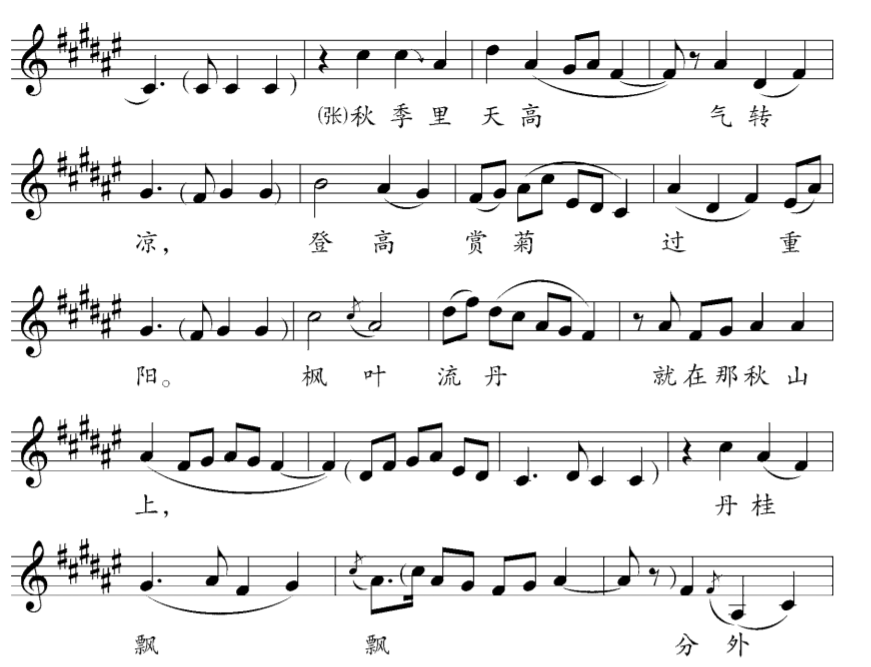 (张)秋季里天高气转
凉，登高赏菊过重
阳。枫叶流丹就在那秋山
上，丹桂
飘飘分外